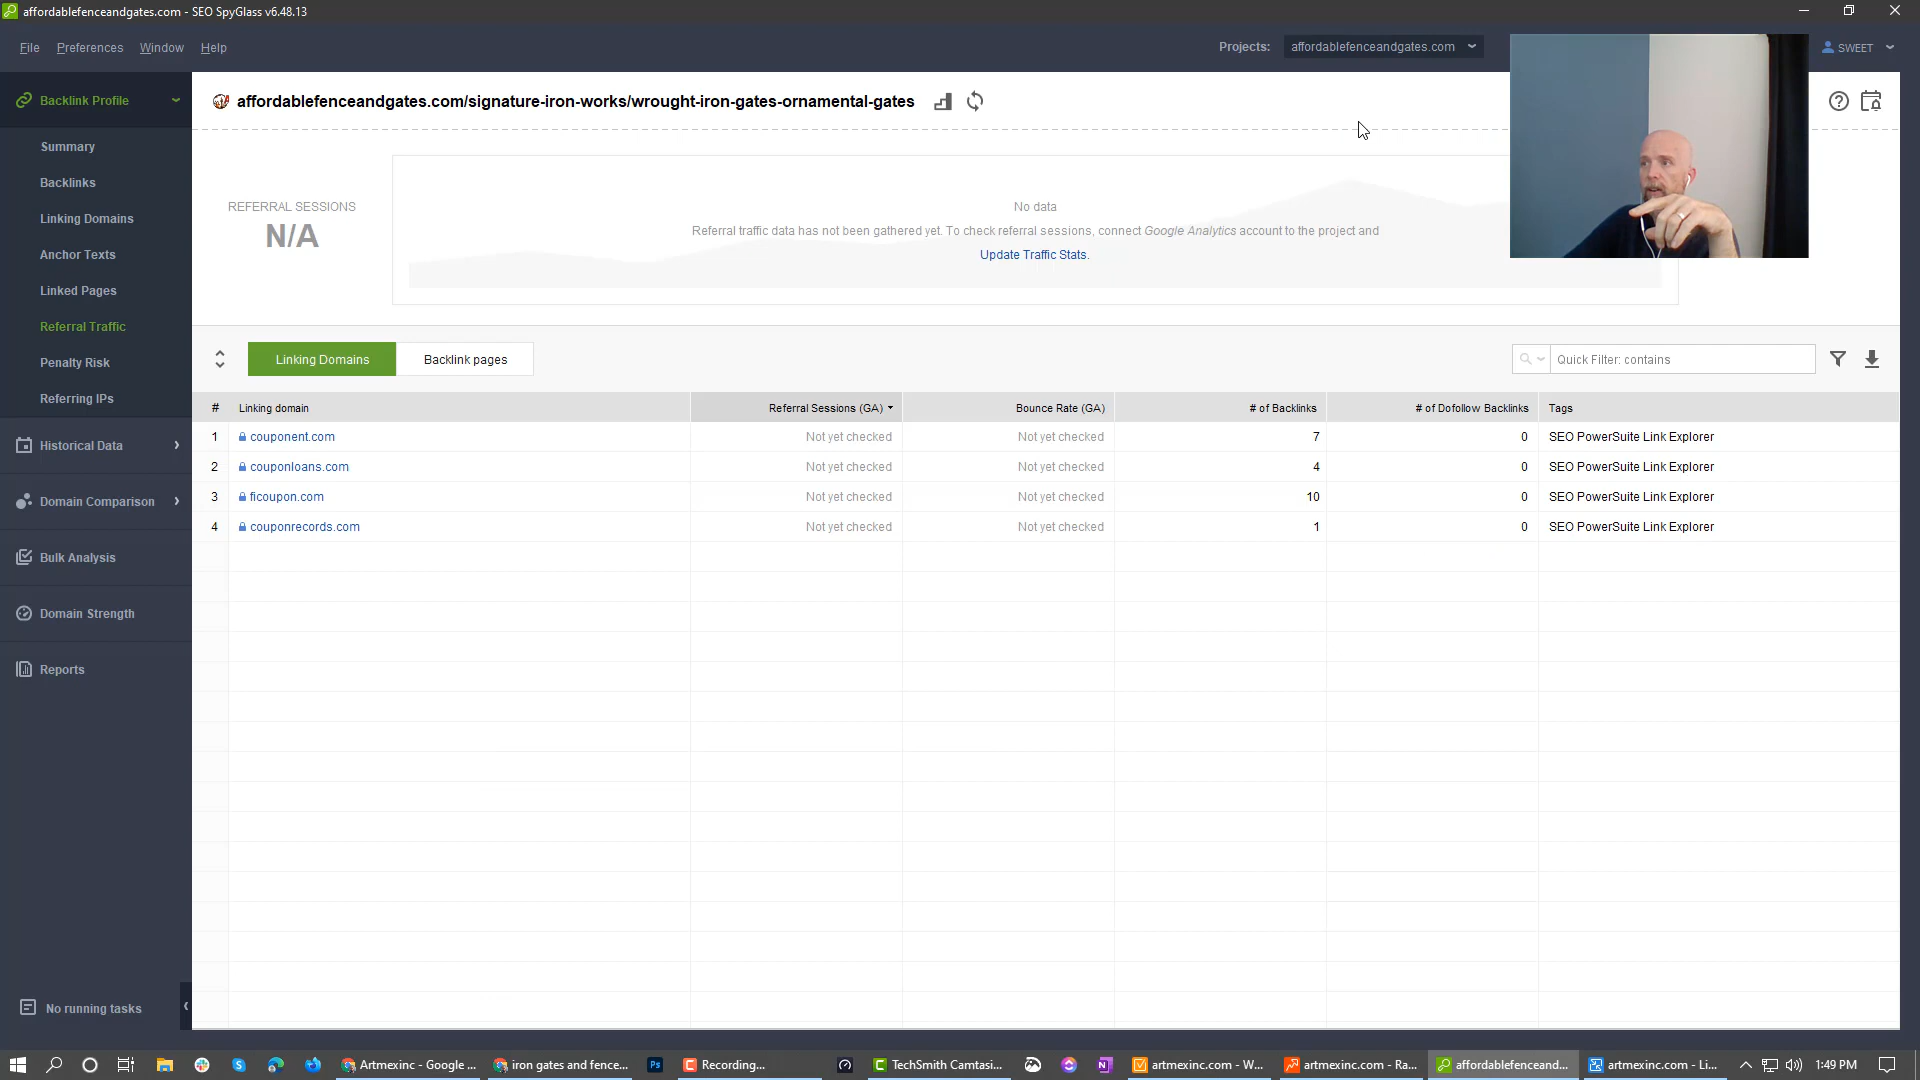 affordablefenceandgates.com - SEO SpyGlass v6.48.13
File Preferences Window Help
Projects: affordablefenceandgates.com
SWEET
Backlink Profile
Summary
Backlinks
Linking Domains
Anchor Texts
Linked Pages
Referral Traffic
Penalty Risk
Referring IPs
Historical Data
Domain Comparison
Bulk Analysis
Domain Strength
Reports
No running tasks
affordablefenceandgates.com/signature-iron-works/wrought-iron-gates-ornamental-gates
REFERRAL SESSIONS
N/A
No data
Referral traffic data has not been gathered yet. To check referral sessions, connect Google Analytics account to the project and
Update Traffic Stats.
Linking Domains Backlink pages
Quick Filter: contains
# Linking domain Referral Sessions (GA) Bounce Rate (GA) # of Backlinks # of Dofollow Backlinks Tags
1 couponent.com Not yet checked Not yet checked 7 0 SEO PowerSuite Link Explorer
2 couponloans.com Not yet checked Not yet checked 4 0 SEO PowerSuite Link Explorer
3 ficoupon.com Not yet checked Not yet checked 10 0 SEO PowerSuite Link Explorer
4 couponrecords.com Not yet checked Not yet checked 1 0 SEO PowerSuite Link Explorer
Artmexinc - Google ... iron gates and fence... Ps Recording... TechSmith Camtasi... artmexinc.com - W... artmexinc.com - Ra... affordablefenceand... artmexinc.com - Li... 1:49 PM